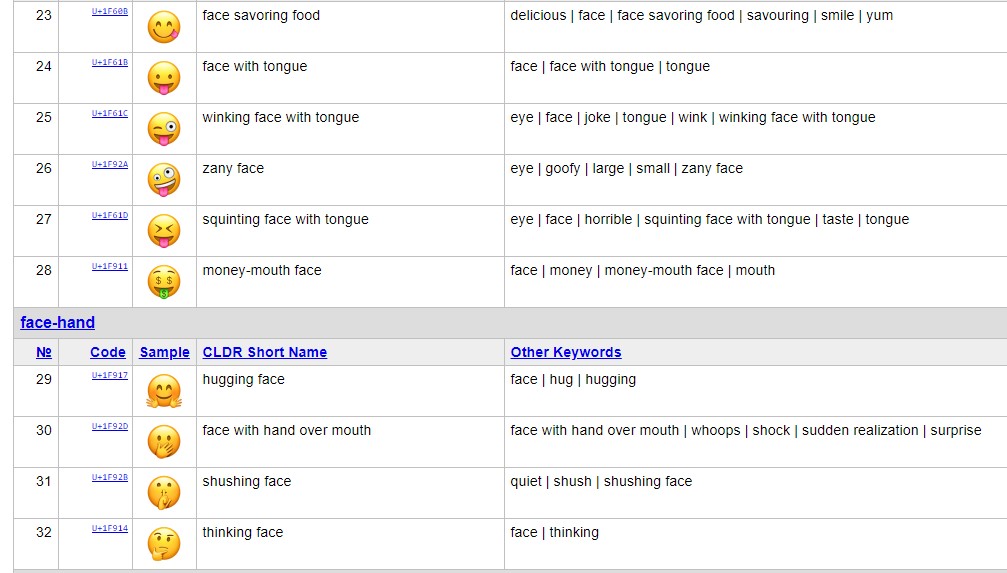 23 U+1F60B face savoring food delicious | face | face savoring food | savouring | smile | yum
24 U+1F61B face with tongue face | face with tongue | tongue
25 U+1F61C winking face with tongue eye | face | joke | tongue | wink | winking face with tongue
26 U+1F92A zany face eye | goofy | large | small | zany face
27 U+1F61D squinting face with tongue eye | face | horrible | squinting face with tongue | taste | tongue
28 U+1F911 money-mouth face face | money | money-mouth face | mouth
face-hand
№ Code Sample CLDR Short Name Other Keywords
29 U+1F917 hugging face face | hug | hugging
30 U+1F92D face with hand over mouth face with hand over mouth | whoops | shock | sudden realization | surprise
31 U+1F92B shushing face quiet | shush | shushing face
32 U+1F914 thinking face face | thinking